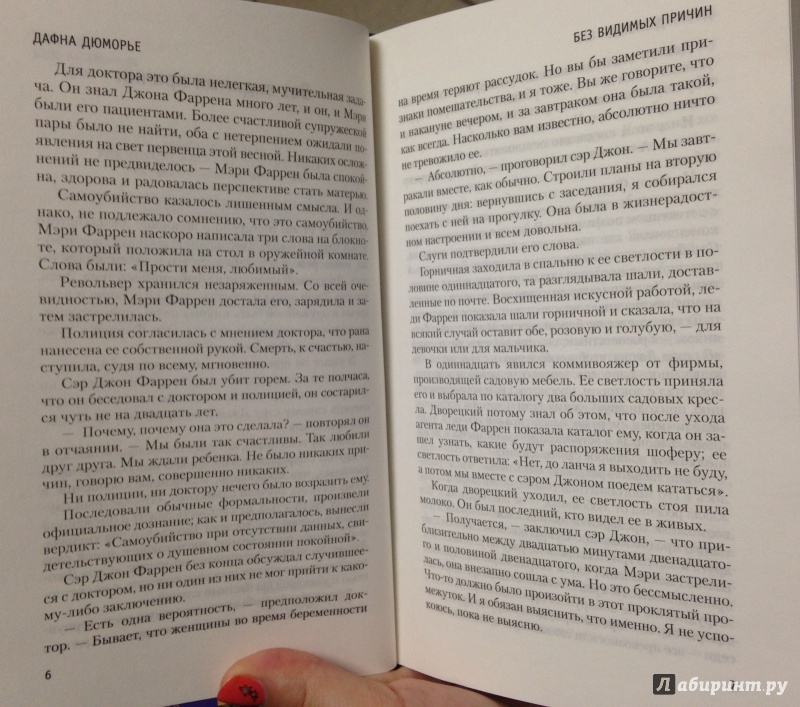 ДАФНА ДЮМОРЬЕ
Для доктора это была нелегкая, мучительная зада-
ча. Он знал Джона Фаррена много лет, и он, и Мэри
были его пациентами. Более счастливой супружеской
пары было не найти, оба с нетерпением ожидали по-
явления на свет первенца этой весной. Никаких ослож-
нений не предвиделось — Мэри Фаррен была спокой-
на, здорова и радовалась перспективе стать матерью.
Самоубийство казалось лишенным смысла. И од-
нако, не подлежало сомнению, что это самоубийство.
Мэри Фаррен наскоро написала три слова на блокно-
те, который положила на стол в оружейной комнате.
Слова были: «Прости меня, любимый».
Револьвер хранился незаряженным. Со всей оче-
видностью, Мэри Фаррен достала его, зарядила и за-
тем застрелилась.
Полиция согласилась с мнением доктора, что рана
нанесена ее собственной рукой. Смерть, к счастью, на-
ступила, судя по всему, мгновенно.
Сэр Джон Фаррен был убит горем. За те полчаса,
что он беседовал с доктором и полицией, он состарил-
ся чуть не на двадцать лет.
— Почему, почему она это сделала? — повторял он
в отчаянии. — Мы были так счастливы. Так любили
друг друга. Мы ждали ребенка. Не было никаких при-
чин, говорю вам, совершенно никаких.
Ни полиции, ни доктору нечего было возразить ему.
Последовали обычные формальности, произвели
официальное дознание; как и предполагалось, вынесли
вердикт: «Самоубийство при отсутствии данных, сви-
детельствующих о душевном состоянии покойной».
Сэр Джон Фаррен без конца обсуждал случившее-
ся с доктором, но ни один из них не мог прийти к како-
му-либо заключению.
— Есть одна вероятность, — предположил док-
тор. — Бывает, что женщины во время беременности
6
БЕЗ ВИДИМЫХ ПРИЧИН
на время теряют рассудок. Но вы бы заметили при-
знаки помешательства, и я тоже. Вы же говорите, что
и накануне вечером, и за завтраком она была такой,
как всегда. Насколько вам известно, абсолютно ничто
не тревожило ее.
— Абсолютно, — проговорил сэр Джон. — Мы завт-
ракали вместе, как обычно. Строили планы на вторую
половину дня: вернувшись с заседания, я собирался
поехать с ней на прогулку. Она была в жизнерадост-
ном настроении и всем довольна.
Слуги подтвердили его слова.
Горничная заходила в спальню к ее светлости в по-
ловине одиннадцатого, та разглядывала шали, достав-
ленные по почте. Восхищенная искусной работой, ле-
ди Фаррен показала шали горничной и сказала, что на
всякий случай оставит обе, розовую и голубую, — для
девочки или для мальчика.
В одиннадцать явился коммивояжер от фирмы,
производящей садовую мебель. Ее светлость приняла
его и выбрала по каталогу два больших садовых крес-
ла. Дворецкий потому знал об этом, что после ухода
агента леди Фаррен показала каталог ему, когда он за-
шел узнать, какие будут распоряжения шоферу; ее
светлость ответила: «Нет, до ланча я выходить не буду,
а потом мы вместе с сэром Джоном поедем кататься».
Когда дворецкий уходил, ее светлость стоя пила
молоко. Он был последний, кто видел ее в живых.
— Получается, — заключил сэр Джон, — что при-
близительно между двадцатью минутами двенадцато-
го и половиной двенадцатого, когда Мэри застрели-
лась, она внезапно сошла с ума. Но это бессмысленно.
Что-то должно было произойти в этот проклятый про-
межуток. И я обязан выяснить, что именно. Я не успо-
коюсь, пока не выясню.
7
Лабиринт.ру